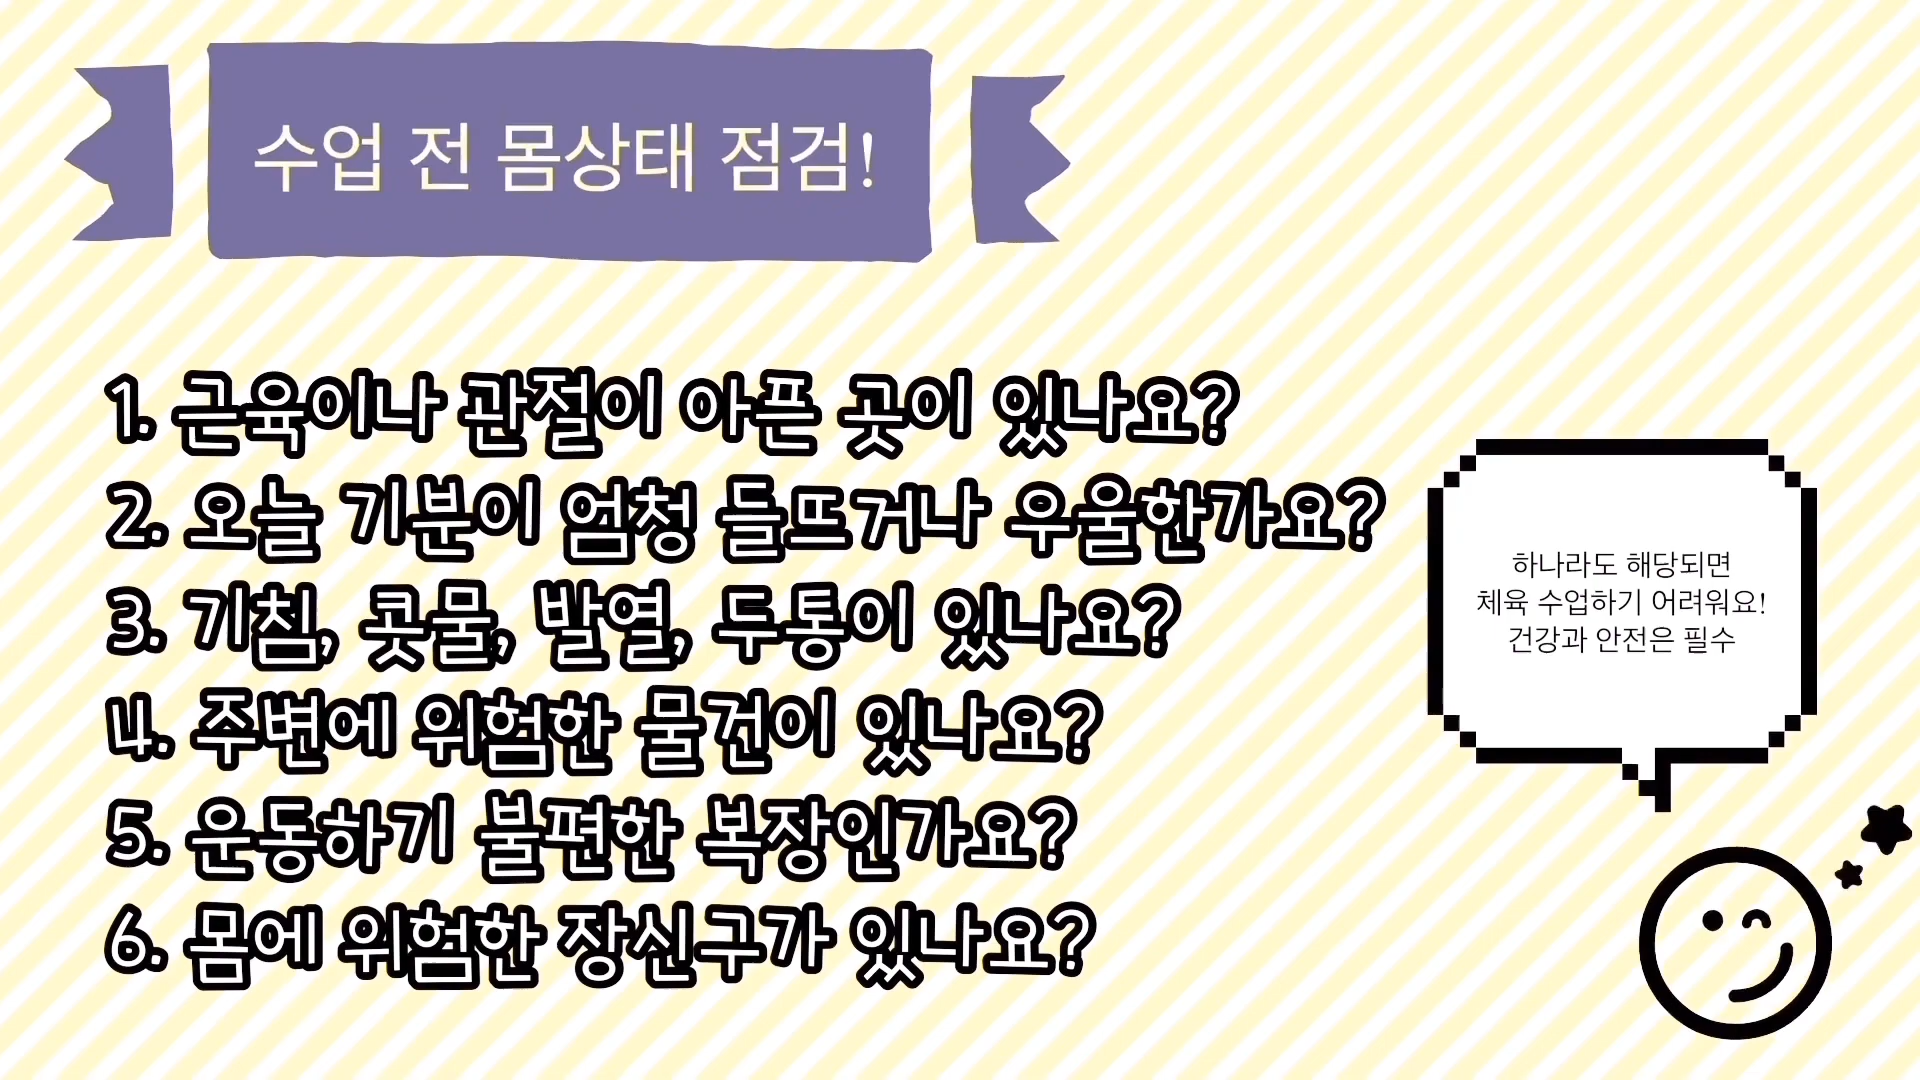 수업 전 몸상태 점검!
1. 근육이나 관절이 아픈 곳이 있나요?
2. 오늘 기분이 엄청 들뜨거나 우울한가요?
3. 기침, 콧물, 발열, 두통이 있나요?
4. 주변에 위험한 물건이 있나요?
5. 운동하기 불편한 복장인가요?
6. 몸에 위험한 장신구가 있나요?
하나라도 해당되면
체육 수업하기 어려워요!
건강과 안전은 필수